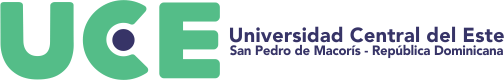 UCE
Universidad Central del Este
San Pedro de Macorís - República Dominicana